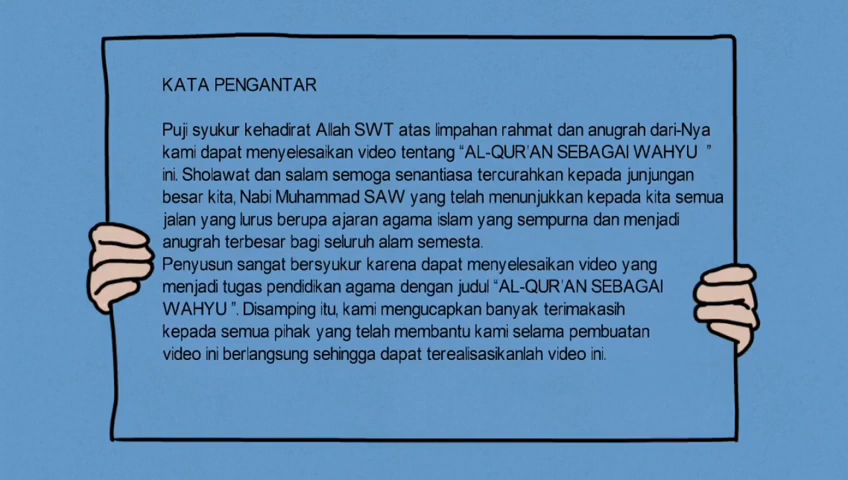 KATA PENGANTAR
Puji syukur kehadirat Allah SWT atas limpahan rahmat dan anugrah dari-Nya
kami dapat menyelesaikan video tentang “AL-QUR’AN SEBAGAI WAHYU ”
ini. Sholawat dan salam semoga senantiasa tercurahkan kepada junjungan
besar kita, Nabi Muhammad SAW yang telah menunjukkan kepada kita semua
jalan yang lurus berupa ajaran agama islam yang sempurna dan menjadi
anugrah terbesar bagi seluruh alam semesta.
Penyusun sangat bersyukur karena dapat menyelesaikan video yang
menjadi tugas pendidikan agama dengan judul “AL-QUR’AN SEBAGAI
WAHYU ”. Disamping itu, kami mengucapkan banyak terimakasih
kepada semua pihak yang telah membantu kami selama pembuatan
video ini berlangsung sehingga dapat terealisasikanlah video ini.